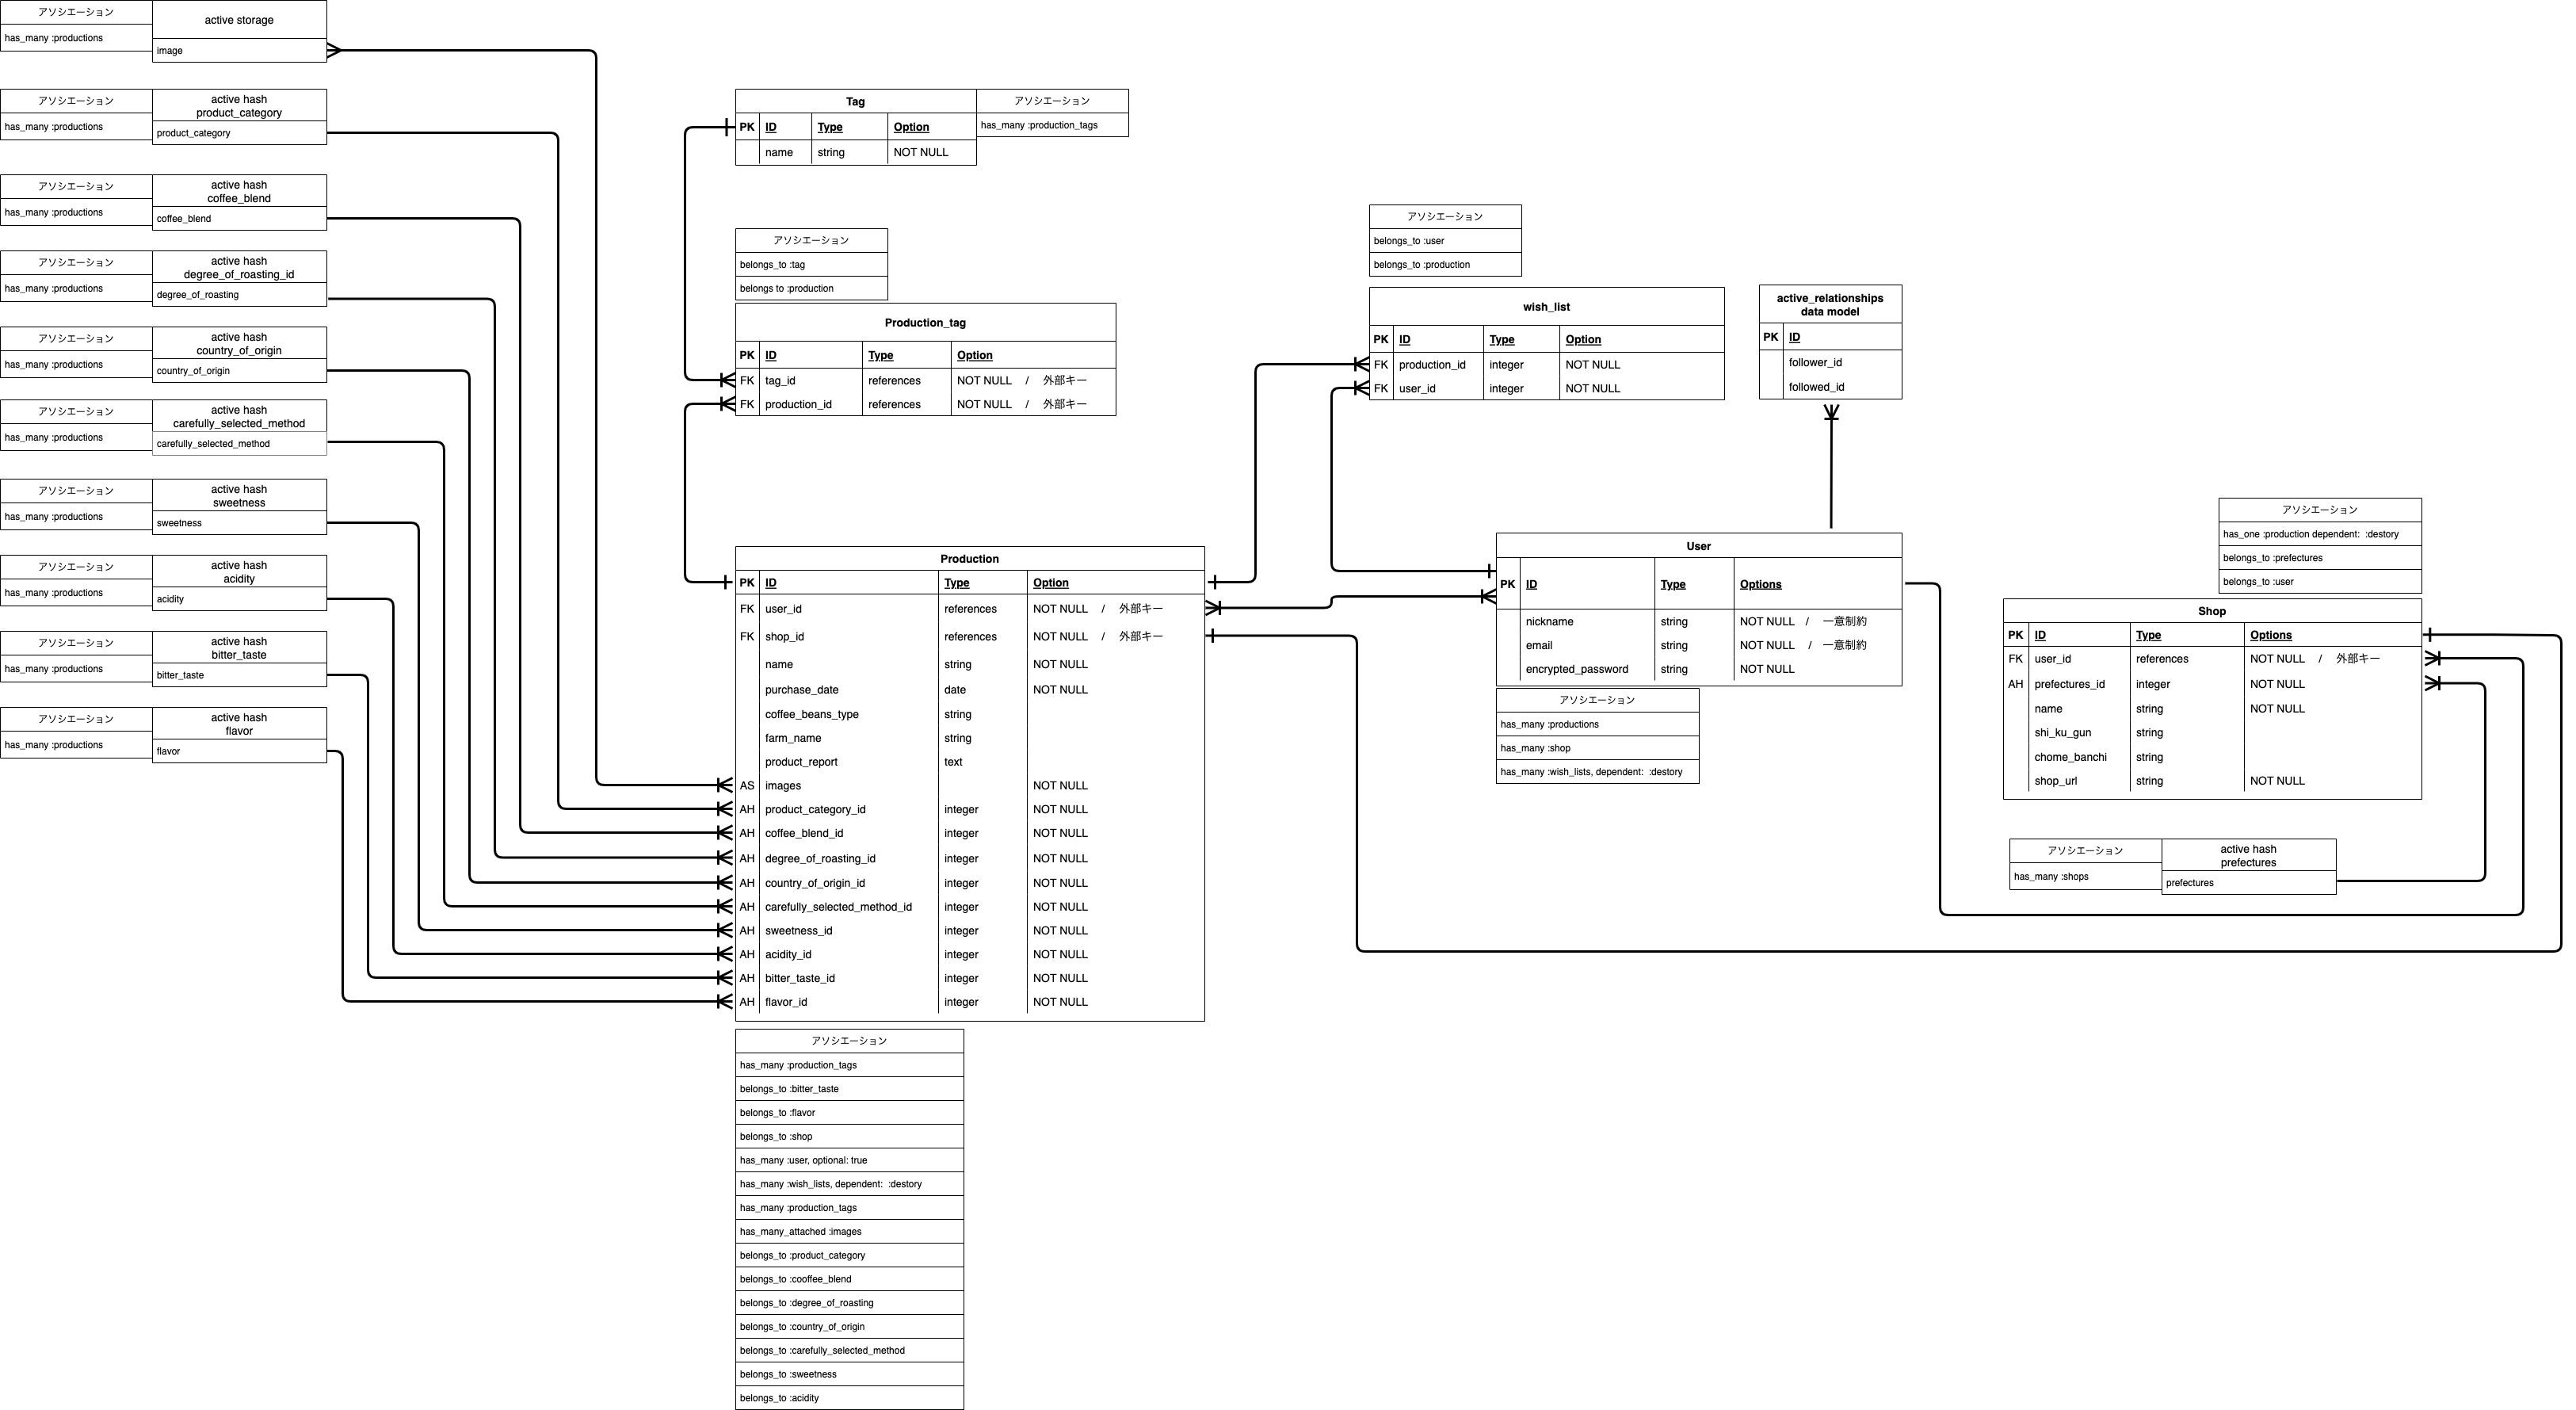 アソシエーション
has_many :productions
active storage
image
アソシエーション
has_many :productions
active hash
product_category
product_category
アソシエーション
has_many :productions
active hash
coffee_blend
coffee_blend
アソシエーション
has_many :productions
active hash
degree_of_roasting_id
degree_of_roasting
アソシエーション
has_many :productions
active hash
country_of_origin
country_of_origin
アソシエーション
has_many :productions
active hash
carefully_selected_method
carefully_selected_method
アソシエーション
has_many :productions
active hash
sweetness
sweetness
アソシエーション
has_many :productions
active hash
acidity
acidity
アソシエーション
has_many :productions
active hash
bitter_taste
bitter_taste
アソシエーション
has_many :productions
active hash
flavor
flavor
Tag
PK ID Type Option
name string NOT NULL
アソシエーション
has_many :production_tags
アソシエーション
belongs_to :tag
belongs to :production
Production_tag
PK ID Type Option
FK tag_id references NOT NULL / 外部キー
FK production_id references NOT NULL / 外部キー
Production
PK ID Type Option
FK user_id references NOT NULL / 外部キー
FK shop_id references NOT NULL / 外部キー
name string NOT NULL
purchase_date date NOT NULL
coffee_beans_type string
farm_name string
product_report text
AS images NOT NULL
AH product_category_id integer NOT NULL
AH coffee_blend_id integer NOT NULL
AH degree_of_roasting_id integer NOT NULL
AH country_of_origin_id integer NOT NULL
AH carefully_selected_method_id integer NOT NULL
AH sweetness_id integer NOT NULL
AH acidity_id integer NOT NULL
AH bitter_taste_id integer NOT NULL
AH flavor_id integer NOT NULL
アソシエーション
has_many :production_tags
belongs_to :bitter_taste
belongs_to :flavor
belongs_to :shop
has_many :user, optional: true
has_many :wish_lists, dependent: :destory
has_many :production_tags
has_many_attached :images
belongs_to :product_category
belongs_to :cooffee_blend
belongs_to :degree_of_roasting
belongs_to :country_of_origin
belongs_to :carefully_selected_method
belongs_to :sweetness
belongs_to :acidity
アソシエーション
belongs_to :user
belongs_to :production
wish_list
PK ID Type Option
FK production_id integer NOT NULL
FK user_id integer NOT NULL
active_relationships
data model
PK ID
follower_id
followed_id
User
PK ID Type Options
nickname string NOT NULL / 一意制約
email string NOT NULL / 一意制約
encrypted_password string NOT NULL
アソシエーション
has_many :productions
has_many :shop
has_many :wish_lists, dependent: :destory
アソシエーション
has_one :production dependent: :destory
belongs_to :prefectures
belongs_to :user
Shop
PK ID Type Options
FK user_id references NOT NULL / 外部キー
AH prefectures_id integer NOT NULL
name string NOT NULL
shi_ku_gun string
chome_banchi string
shop_url string NOT NULL
アソシエーション
has_many :shops
active hash
prefectures
prefectures